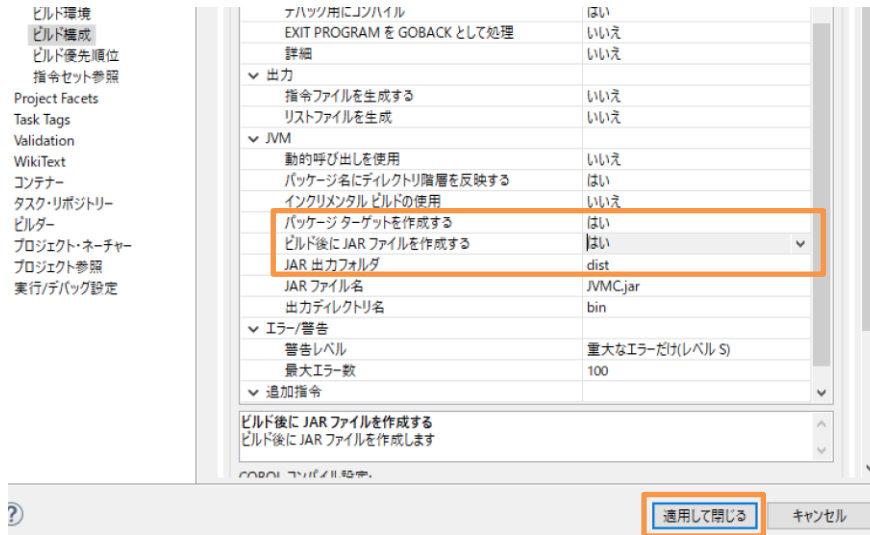 ビルド環境
ビルド構成
ビルド優先順位
指令セット参照
Project Facets
Task Tags
Validation
WikiText
コンテナー
タスク・リポジトリー
ビルダー
プロジェクト・ネーチャー
プロジェクト参照
実行/デバッグ設定
デバッグ用にコンパイル はい
EXIT PROGRAM を GOBACK として処理 いいえ
詳細 いいえ
出力
指令ファイルを生成する いいえ
リストファイルを生成 いいえ
JVM
動的呼び出しを使用 いいえ
パッケージ名にディレクトリ階層を反映する はい
インクリメンタル ビルドの使用 いいえ
パッケージ ターゲットを作成する はい
ビルド後に JAR ファイルを作成する はい
JAR 出力フォルダ dist
JAR ファイル名 JVMC.jar
出力ディレクトリ名 bin
エラー/警告
警告レベル 重大なエラーだけ(レベル S)
最大エラー数 100
追加指令
ビルド後に JAR ファイルを作成する
ビルド後に JAR ファイルを作成します
COBOL コンパイル設定:
?
適用して閉じる
キャンセル